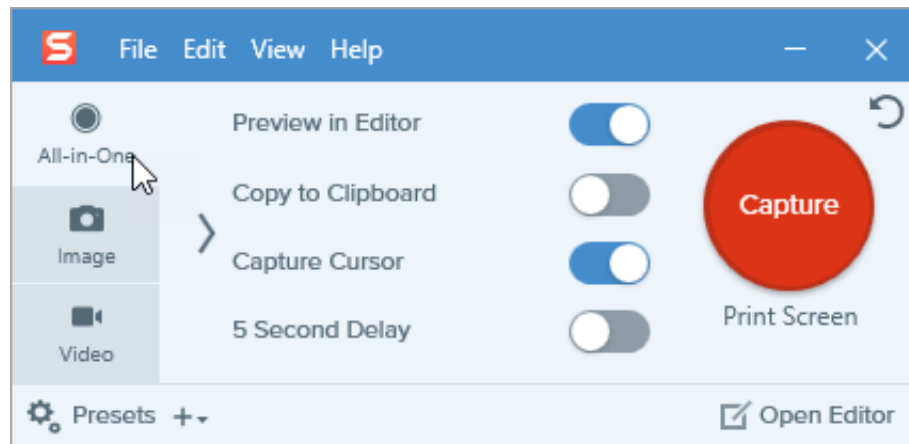 S File Edit View Help
All-in-One
Image
Video
Preview in Editor
Copy to Clipboard
Capture Cursor
5 Second Delay
Capture
Print Screen
Presets
Open Editor